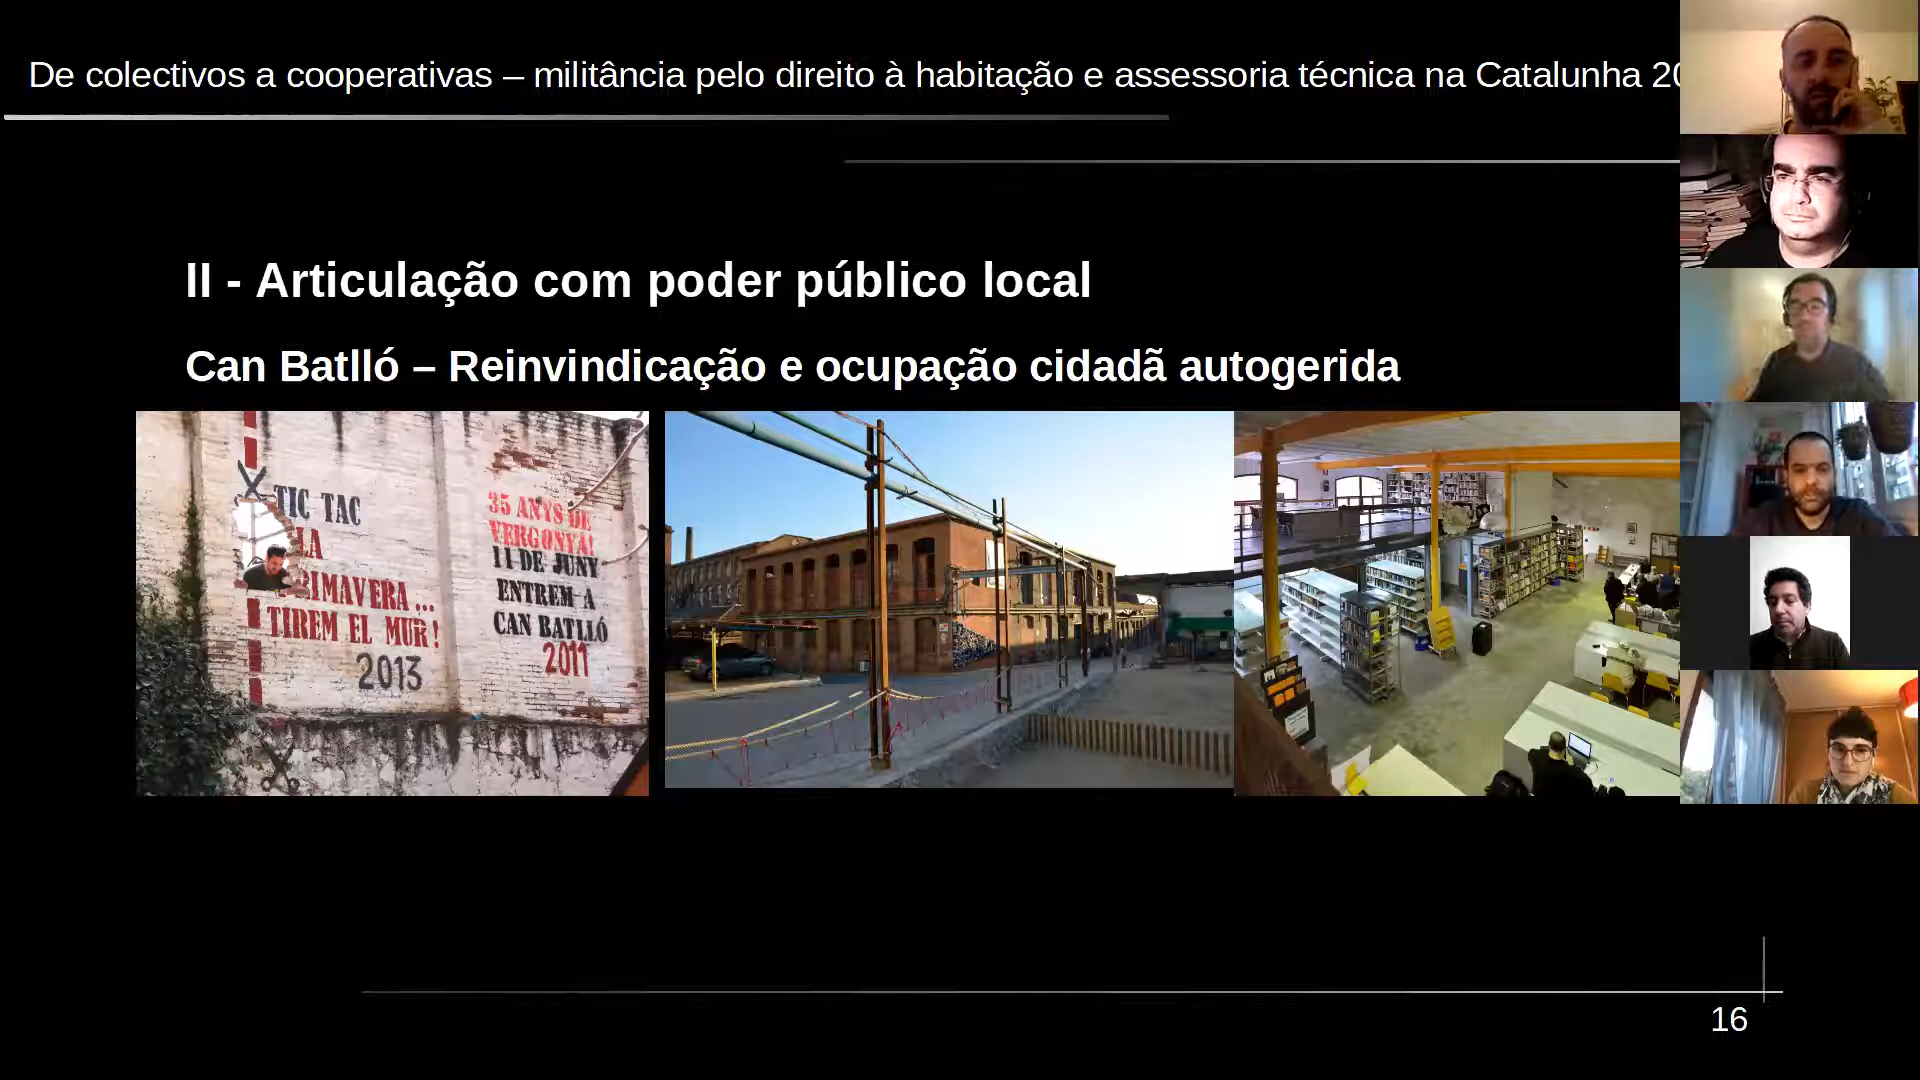 De colectivos a cooperativas – militância pelo direito à habitação e assessoria técnica na Catalunha 20
II - Articulação com poder público local
Can Batlló – Reinvindicação e ocupação cidadã autogerida
TIC TAC
LA
RIMAVERA ...
TIREM EL MUR!
2013
35 ANYS DE
VERGONYA!
11 DE JUNY
ENTREM A
CAN BATLLÓ
2011
16